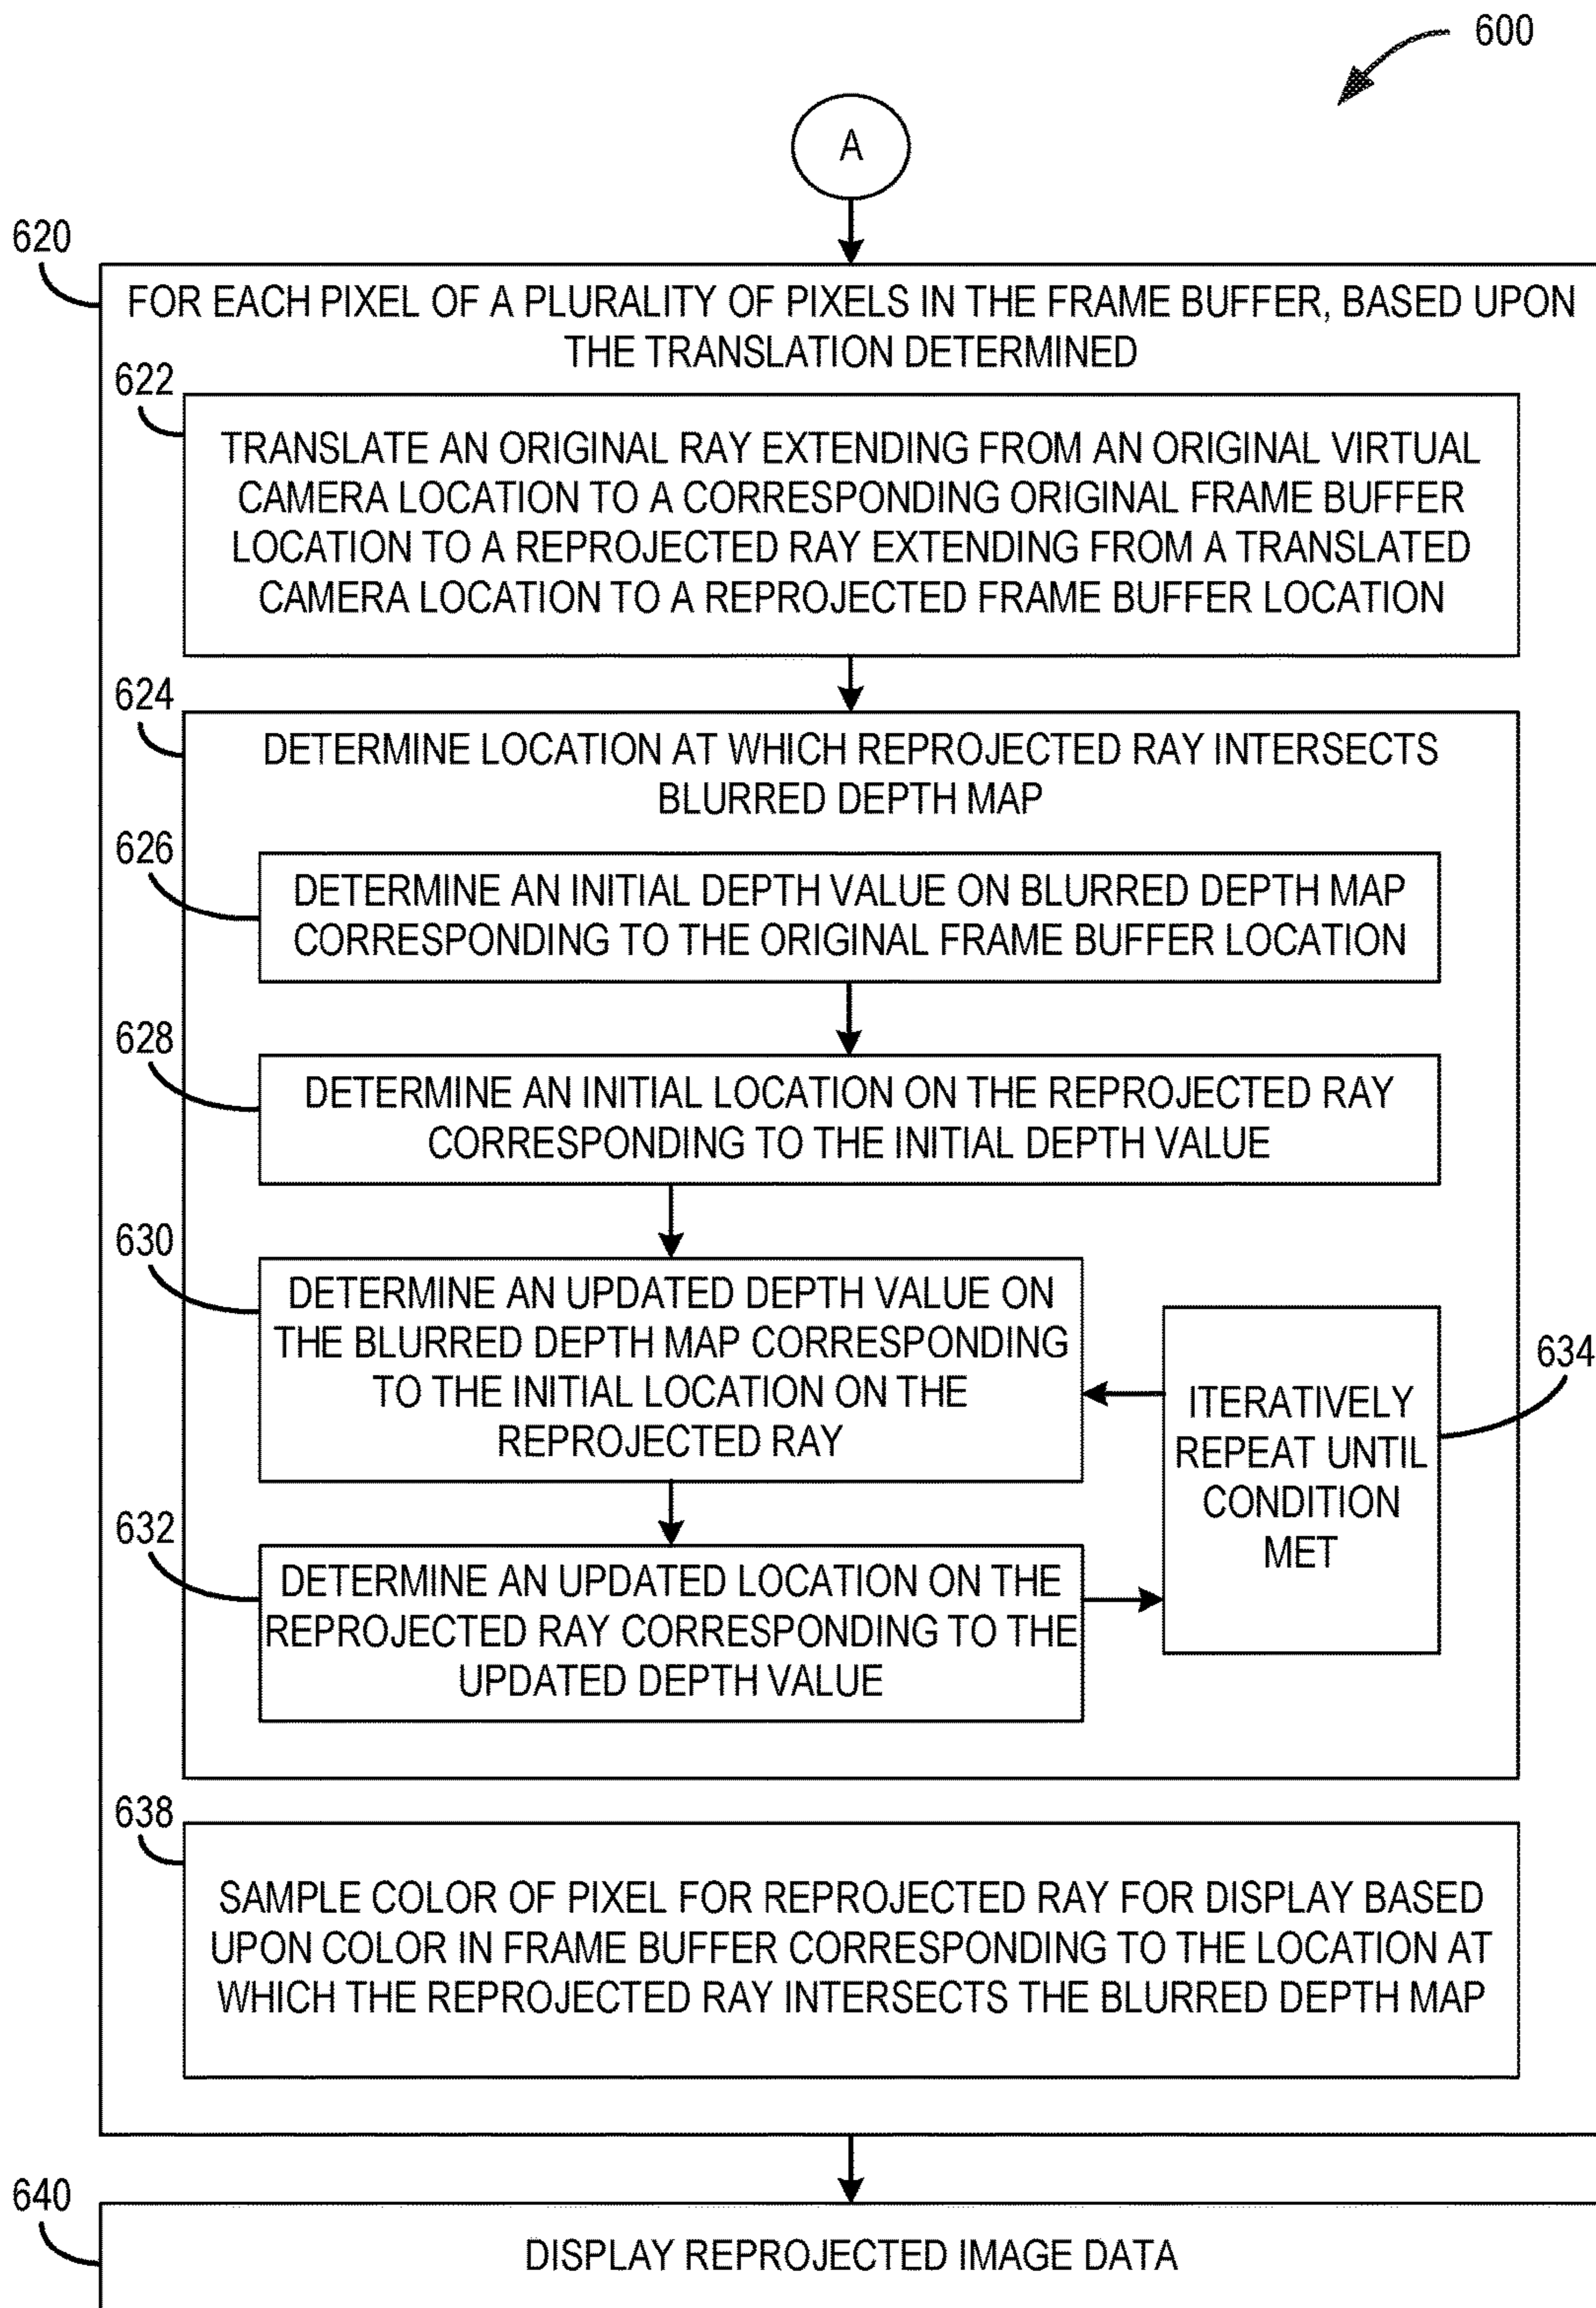 600
A
620
FOR EACH PIXEL OF A PLURALITY OF PIXELS IN THE FRAME BUFFER, BASED UPON
THE TRANSLATION DETERMINED
622
TRANSLATE AN ORIGINAL RAY EXTENDING FROM AN ORIGINAL VIRTUAL
CAMERA LOCATION TO A CORRESPONDING ORIGINAL FRAME BUFFER
LOCATION TO A REPROJECTED RAY EXTENDING FROM A TRANSLATED
CAMERA LOCATION TO A REPROJECTED FRAME BUFFER LOCATION
624
DETERMINE LOCATION AT WHICH REPROJECTED RAY INTERSECTS
BLURRED DEPTH MAP
626
DETERMINE AN INITIAL DEPTH VALUE ON BLURRED DEPTH MAP
CORRESPONDING TO THE ORIGINAL FRAME BUFFER LOCATION
628
DETERMINE AN INITIAL LOCATION ON THE REPROJECTED RAY
CORRESPONDING TO THE INITIAL DEPTH VALUE
630
DETERMINE AN UPDATED DEPTH VALUE ON
THE BLURRED DEPTH MAP CORRESPONDING
TO THE INITIAL LOCATION ON THE
REPROJECTED RAY
634
ITERATIVELY
REPEAT UNTIL
CONDITION
MET
632
DETERMINE AN UPDATED LOCATION ON THE
REPROJECTED RAY CORRESPONDING TO THE
UPDATED DEPTH VALUE
638
SAMPLE COLOR OF PIXEL FOR REPROJECTED RAY FOR DISPLAY BASED
UPON COLOR IN FRAME BUFFER CORRESPONDING TO THE LOCATION AT
WHICH THE REPROJECTED RAY INTERSECTS THE BLURRED DEPTH MAP
640
DISPLAY REPROJECTED IMAGE DATA